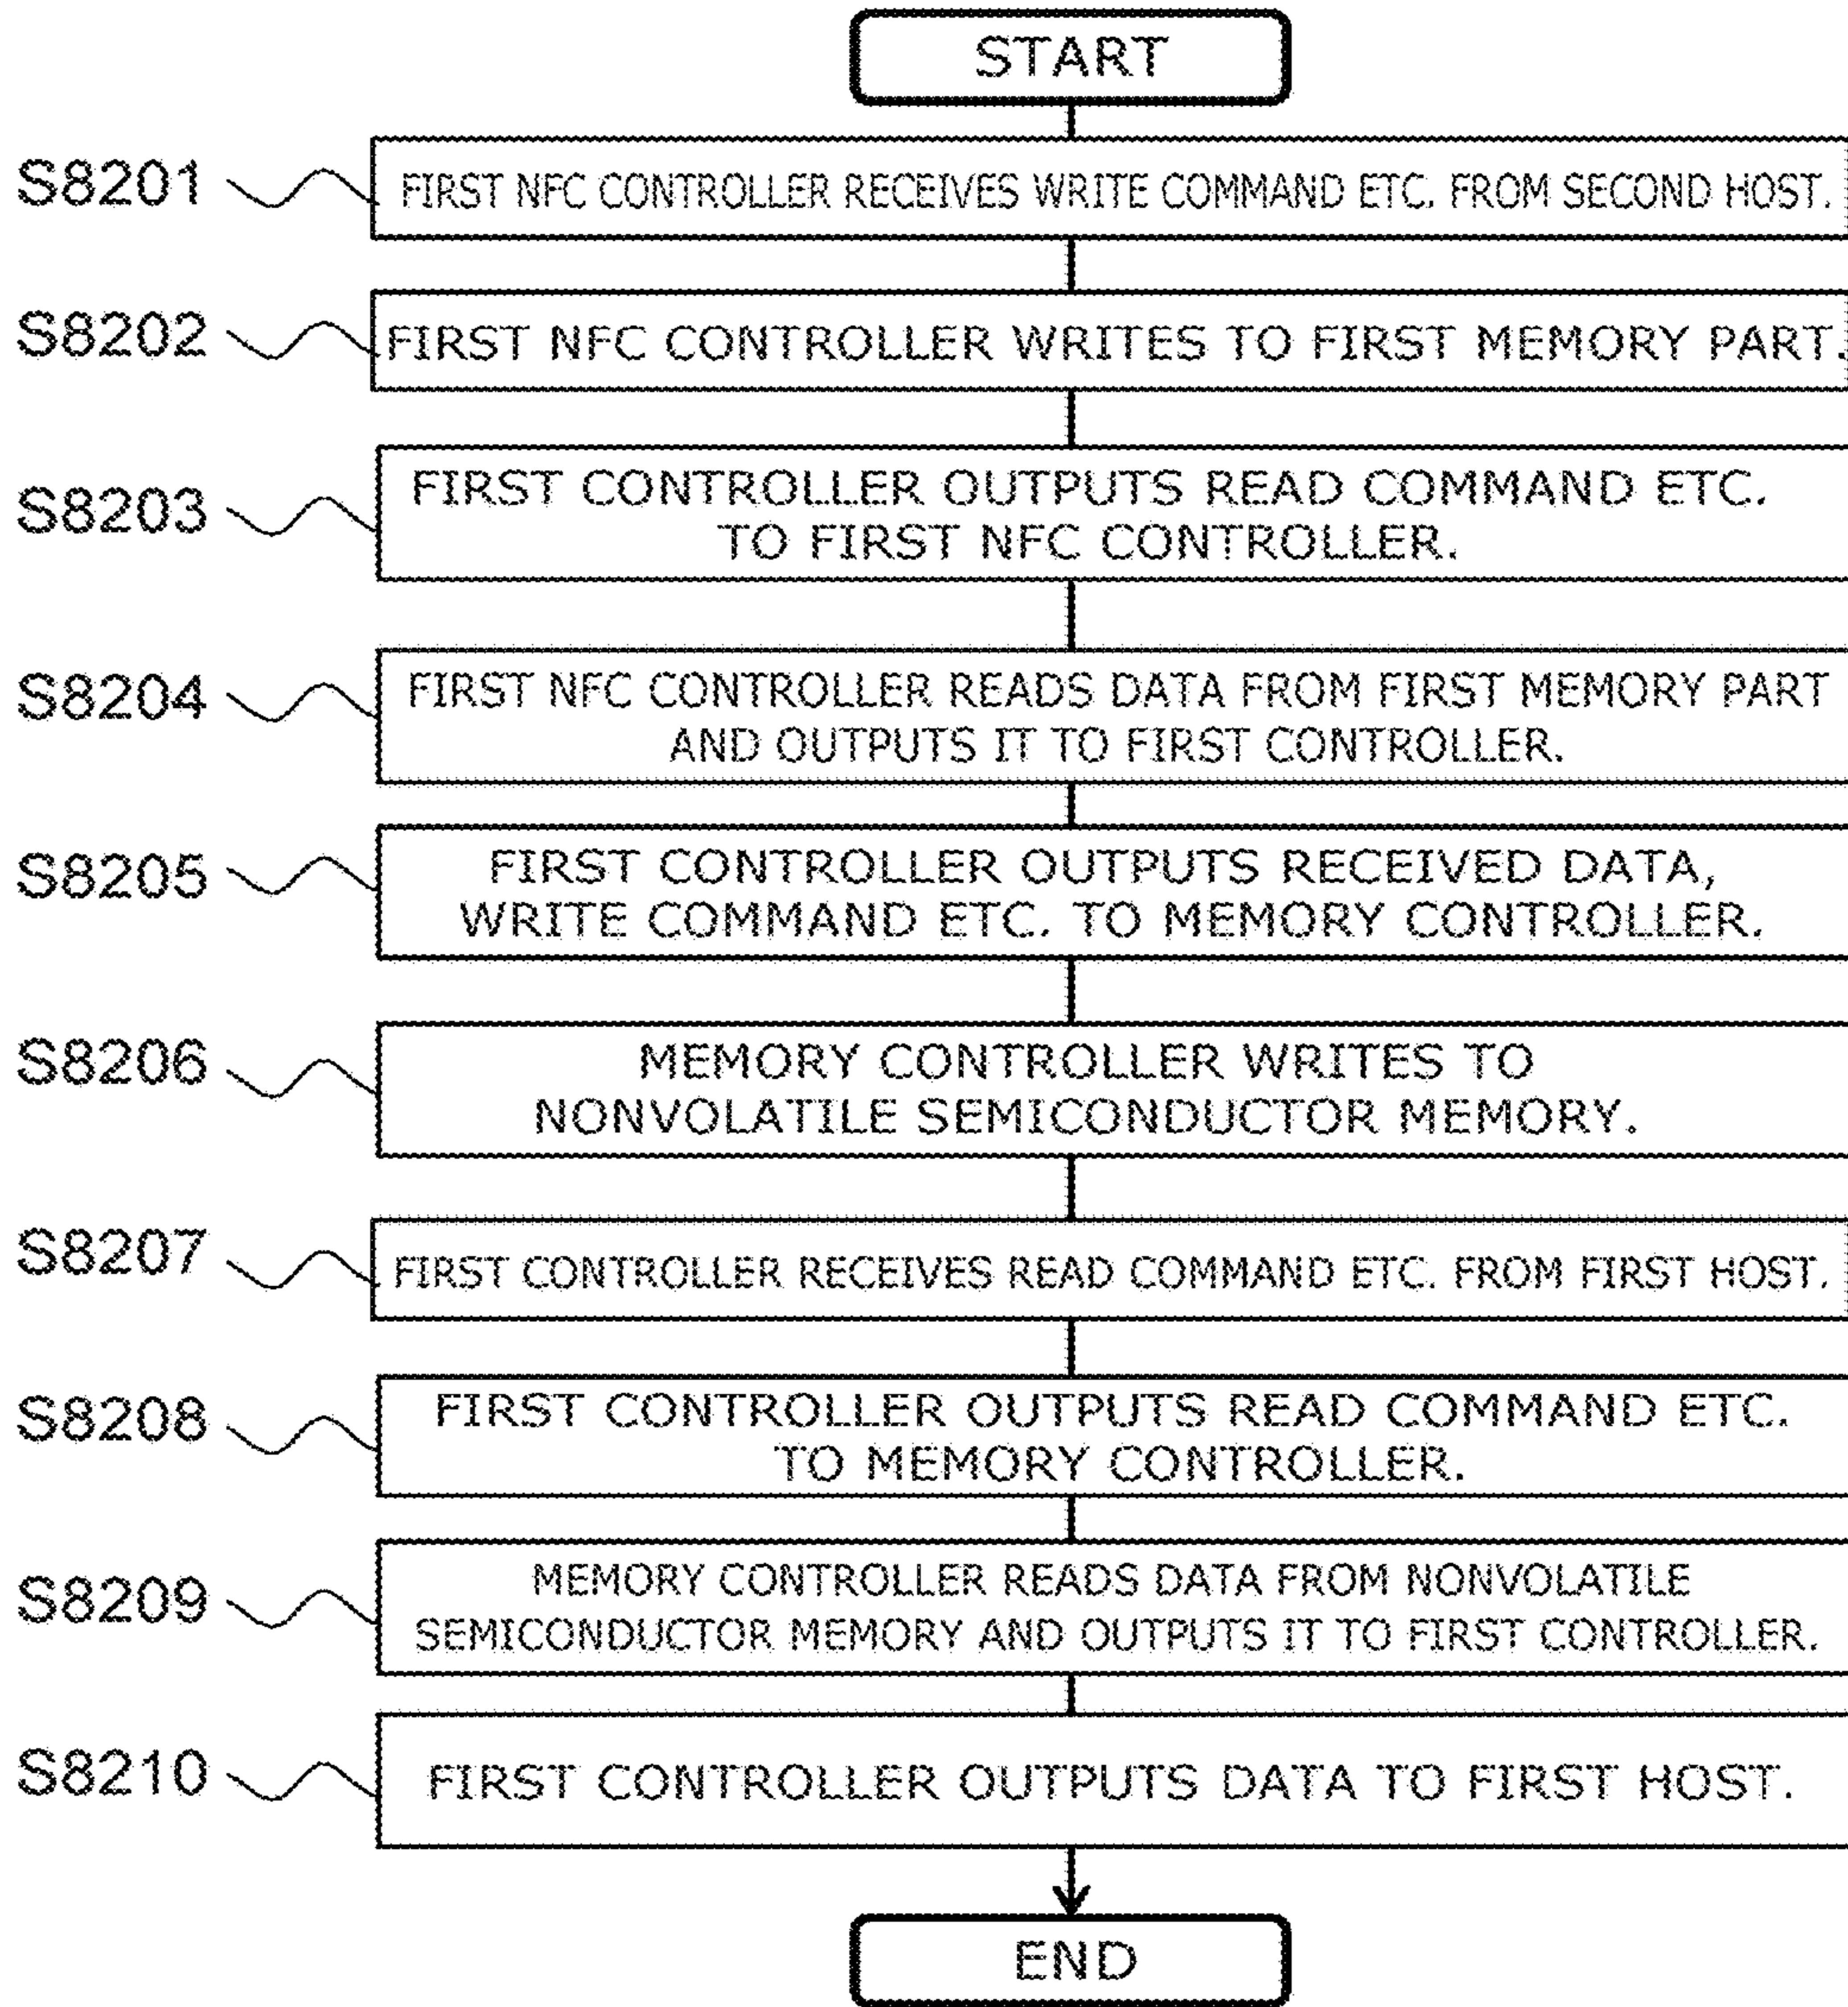 START
S8201
FIRST NFC CONTROLLER RECEIVES WRITE COMMAND ETC. FROM SECOND HOST.
S8202
FIRST NFC CONTROLLER WRITES TO FIRST MEMORY PART.
S8203
FIRST CONTROLLER OUTPUTS READ COMMAND ETC.
TO FIRST NFC CONTROLLER.
S8204
FIRST NFC CONTROLLER READS DATA FROM FIRST MEMORY PART
AND OUTPUTS IT TO FIRST CONTROLLER.
S8205
FIRST CONTROLLER OUTPUTS RECEIVED DATA,
WRITE COMMAND ETC. TO MEMORY CONTROLLER.
S8206
MEMORY CONTROLLER WRITES TO
NONVOLATILE SEMICONDUCTOR MEMORY.
S8207
FIRST CONTROLLER RECEIVES READ COMMAND ETC. FROM FIRST HOST.
S8208
FIRST CONTROLLER OUTPUTS READ COMMAND ETC.
TO MEMORY CONTROLLER.
S8209
MEMORY CONTROLLER READS DATA FROM NONVOLATILE
SEMICONDUCTOR MEMORY AND OUTPUTS IT TO FIRST CONTROLLER.
S8210
FIRST CONTROLLER OUTPUTS DATA TO FIRST HOST.
END